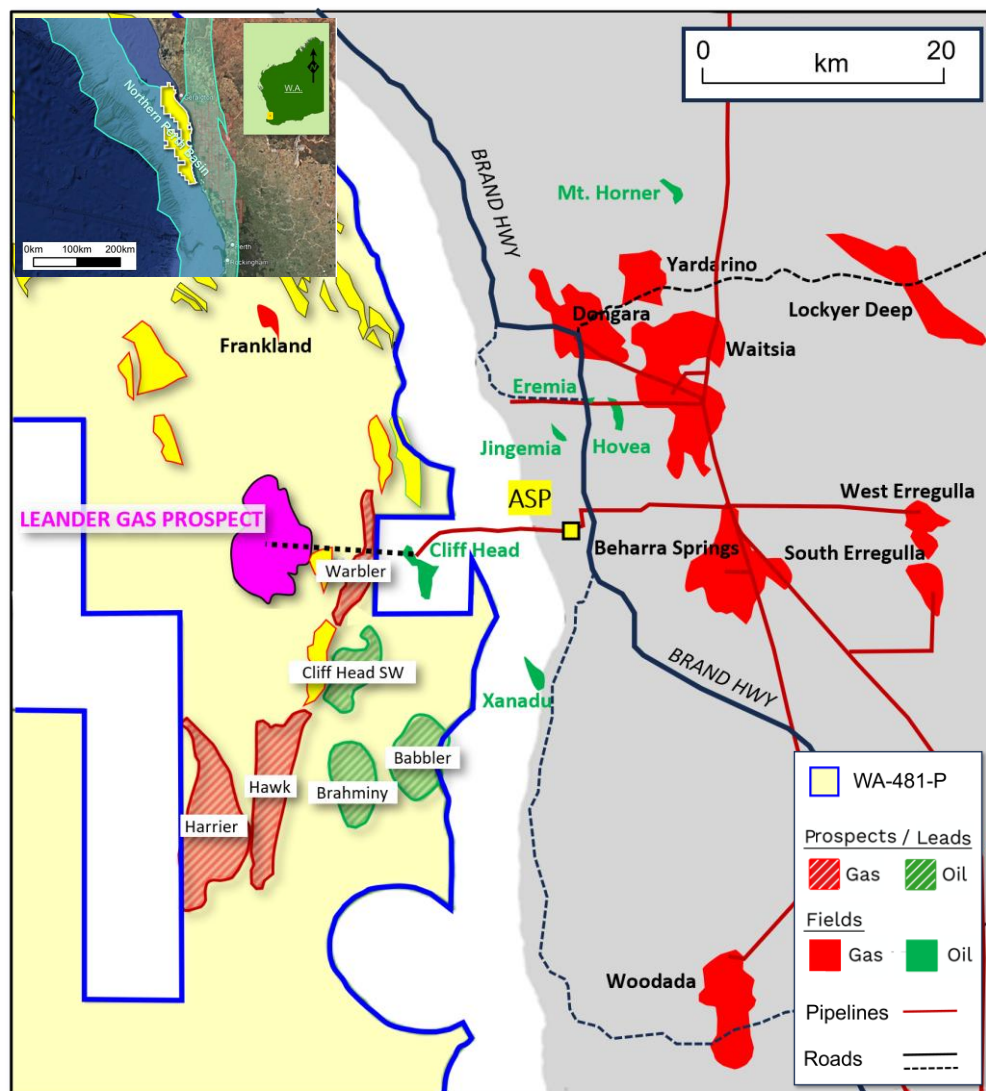 Northern Perth Basin
Geraldton
Perth
Rockingham
0km 100km 200km
W.A.
N
0 20
km
BRAND HWY
Mt. Horner
Yardarino
Dongara
Lockyer Deep
Frankland
Waitsia
Eremia
Jingemia
Hovea
ASP
West Erregulla
LEANDER GAS PROSPECT
Cliff Head
Beharra Springs
South Erregulla
Warbler
Cliff Head SW
BRAND HWY
Xanadu
Babbler
Hawk
Brahminy
Harrier
Woodada
WA-481-P
Prospects / Leads
Gas Oil
Fields
Gas Oil
Pipelines
Roads